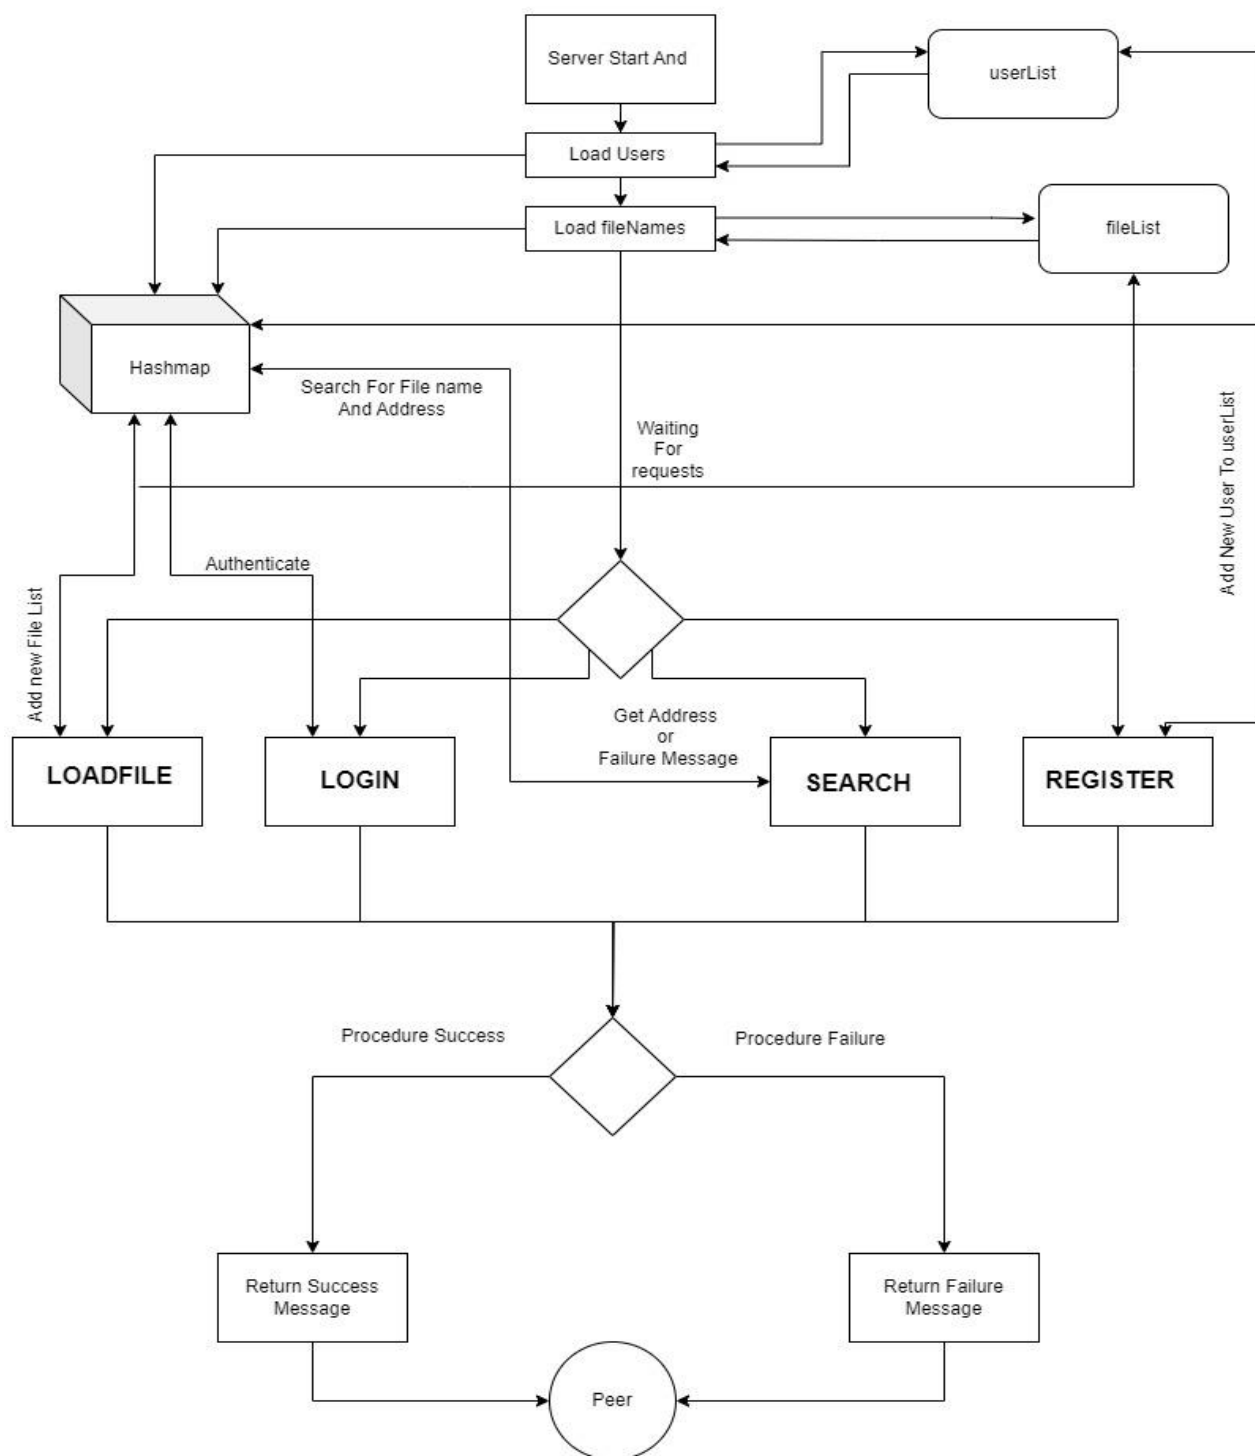 Server Start And
userList
Load Users
Load fileNames
fileList
Hashmap
Search For File name
And Address
Waiting
For
requests
Add New User To userList
Authenticate
Add new File List
Get Address
or
Failure Message
LOADFILE
LOGIN
SEARCH
REGISTER
Procedure Success
Procedure Failure
Return Success
Message
Return Failure
Message
Peer